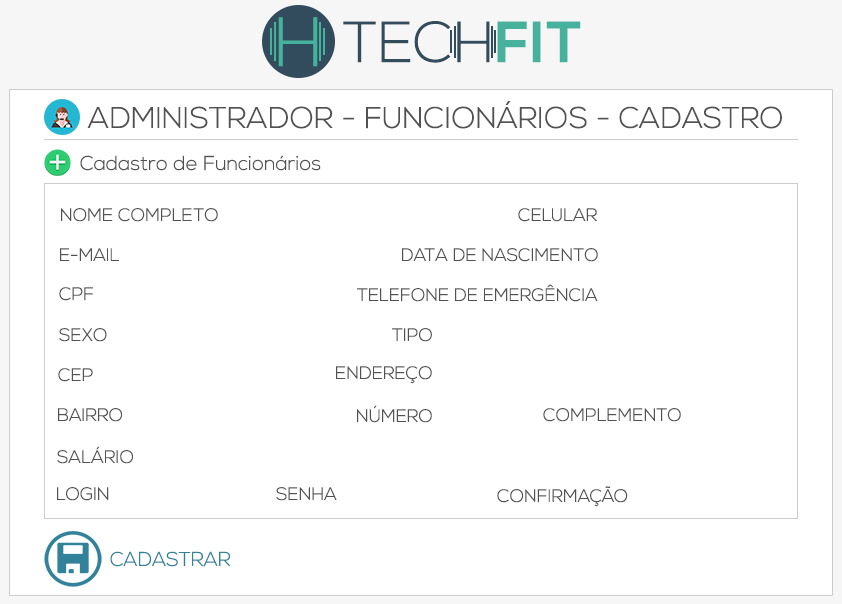 TECHFIT
ADMINISTRADOR - FUNCIONÁRIOS - CADASTRO
Cadastro de Funcionários
NOME COMPLETO CELULAR
E-MAIL DATA DE NASCIMENTO
CPF TELEFONE DE EMERGÊNCIA
SEXO TIPO
CEP ENDEREÇO
BAIRRO NÚMERO COMPLEMENTO
SALÁRIO
LOGIN SENHA CONFIRMAÇÃO
CADASTRAR